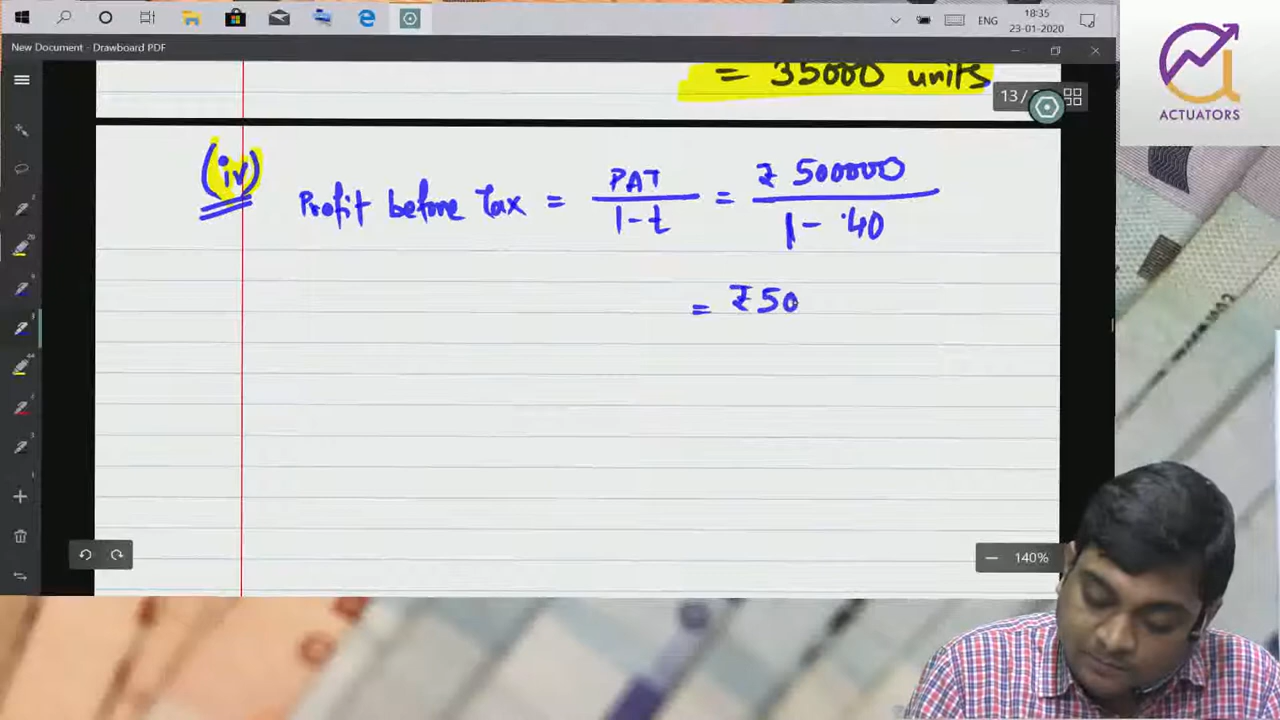 18:35
ENG
23-01-2020
New Document - Drawboard PDF
= 35000 units
13 /
ACTUATORS
(iv)
Profit before Tax = PAT / 1-t = ₹ 500000 / 1 - .40
= ₹50
140%